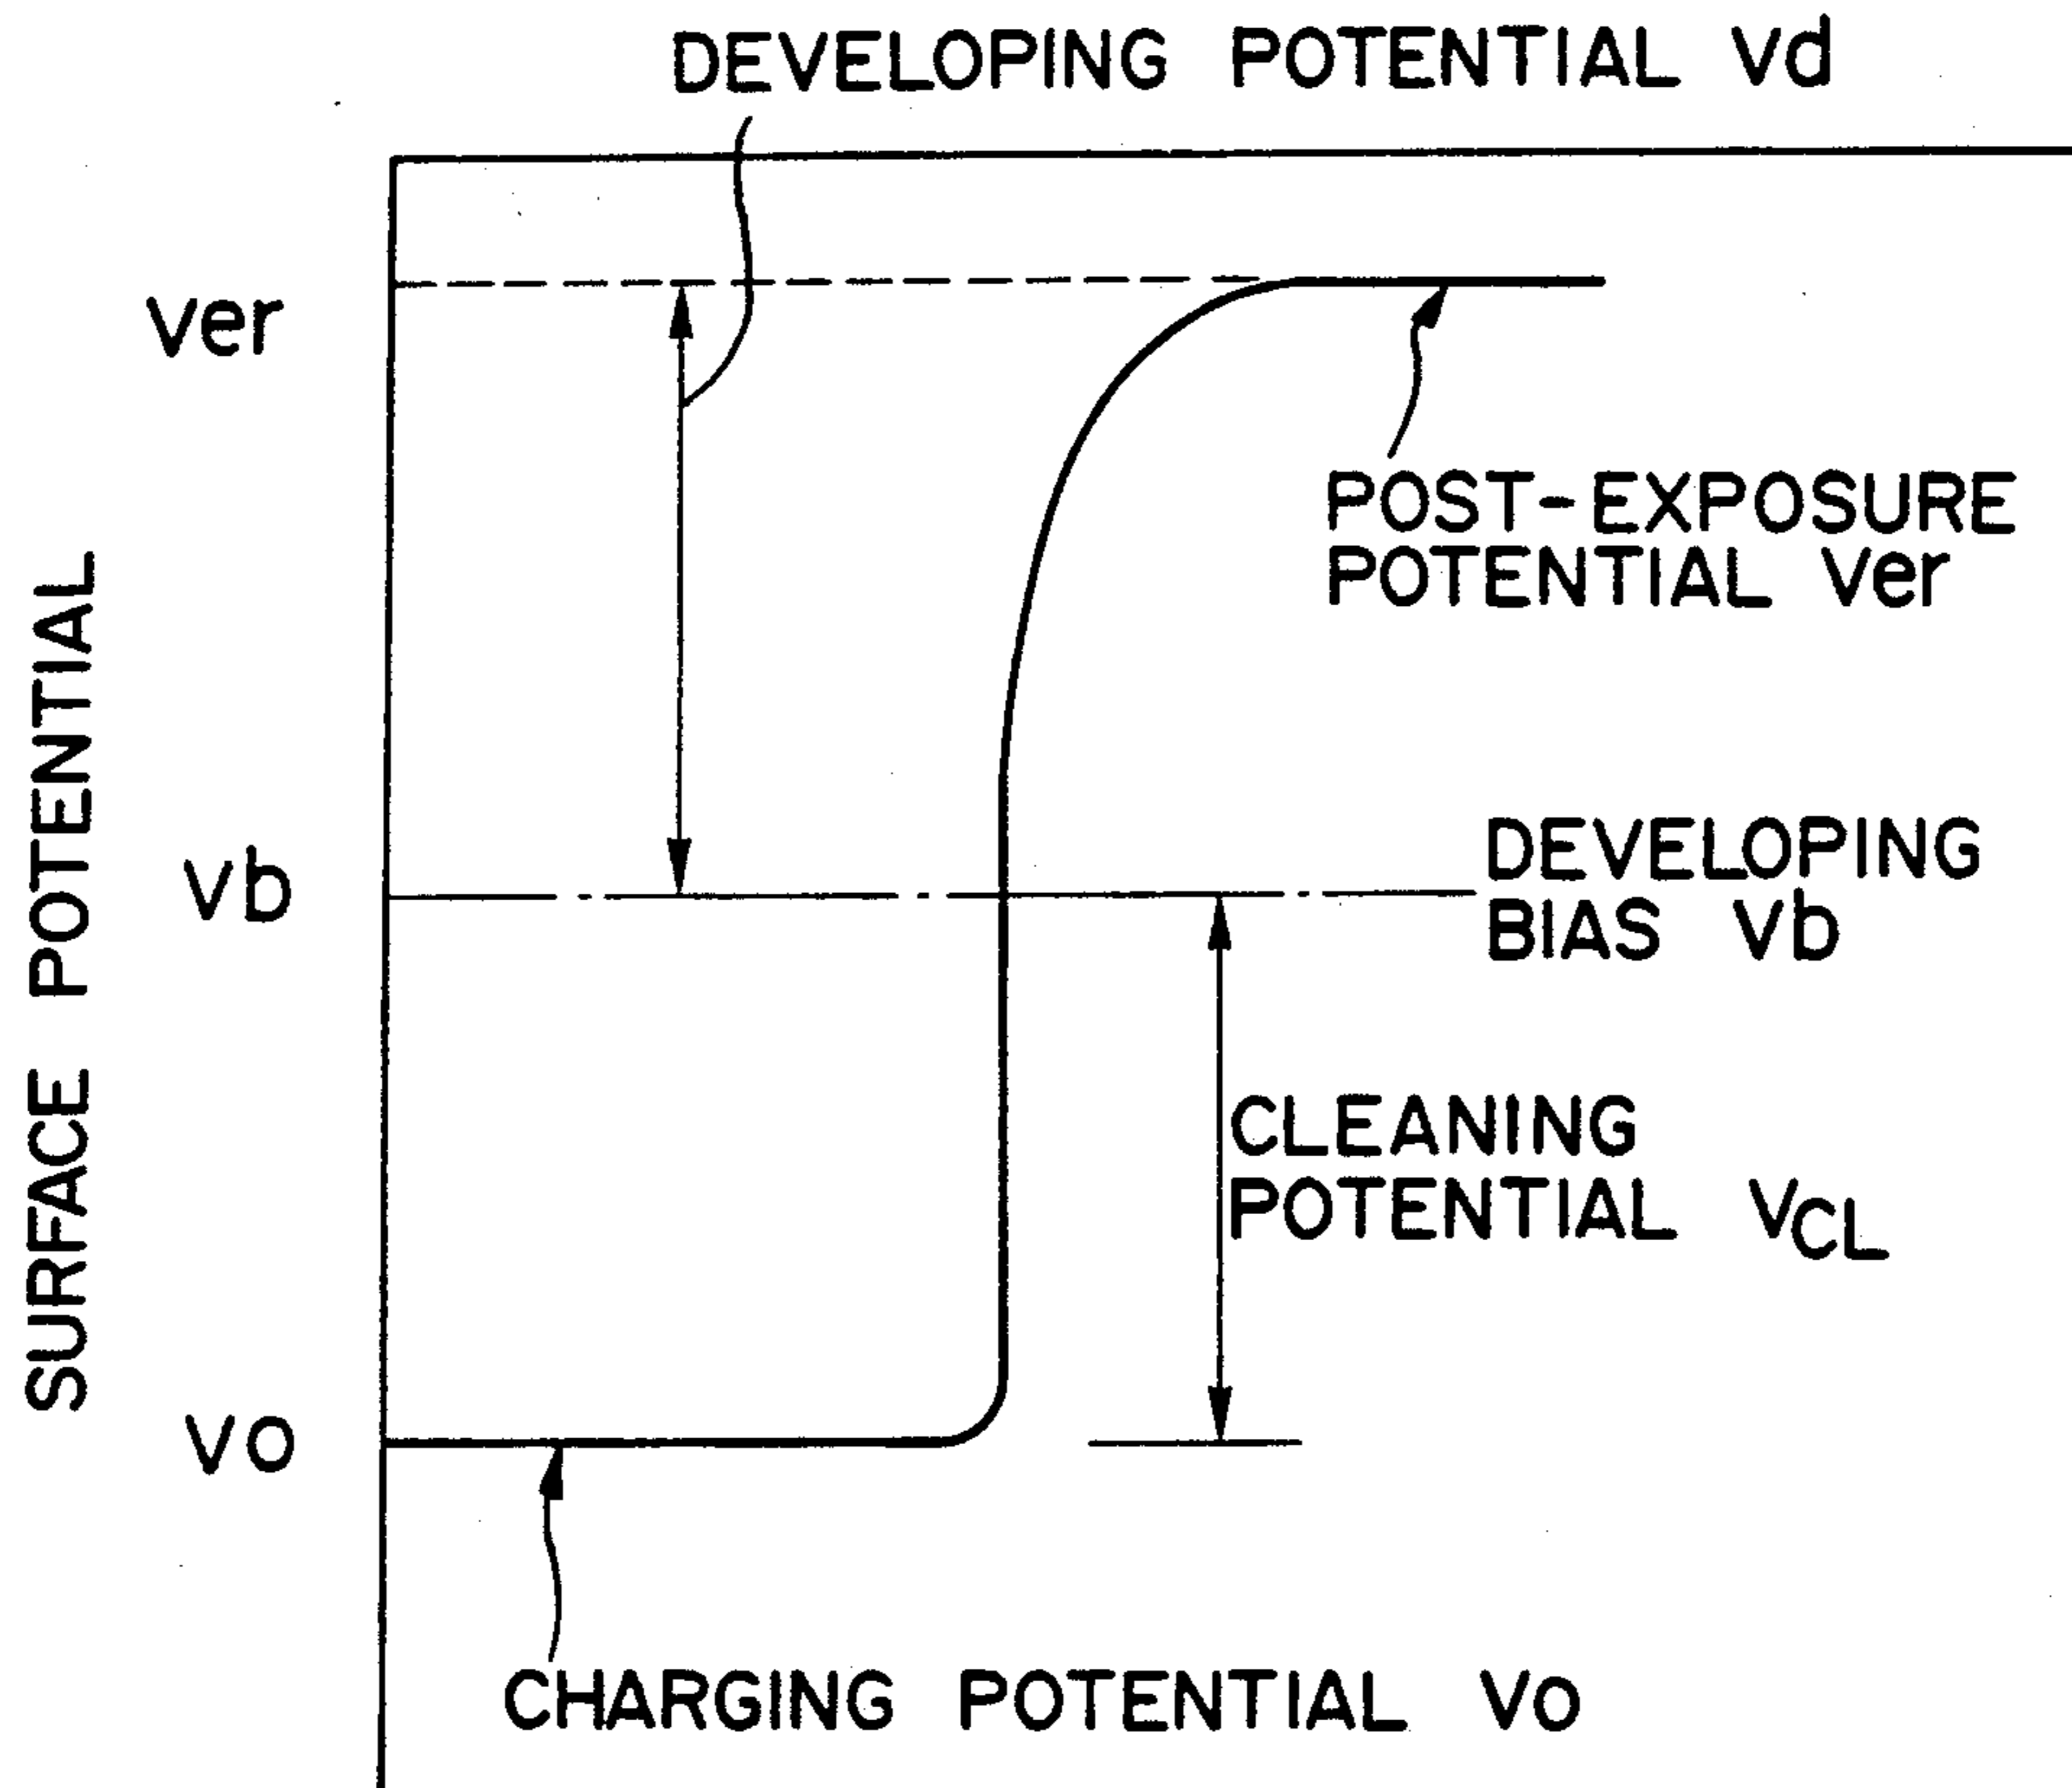 DEVELOPING POTENTIAL Vd
Ver
POST-EXPOSURE
POTENTIAL Ver
SURFACE POTENTIAL
Vb
DEVELOPING
BIAS Vb
CLEANING
POTENTIAL VCL
VO
CHARGING POTENTIAL VO